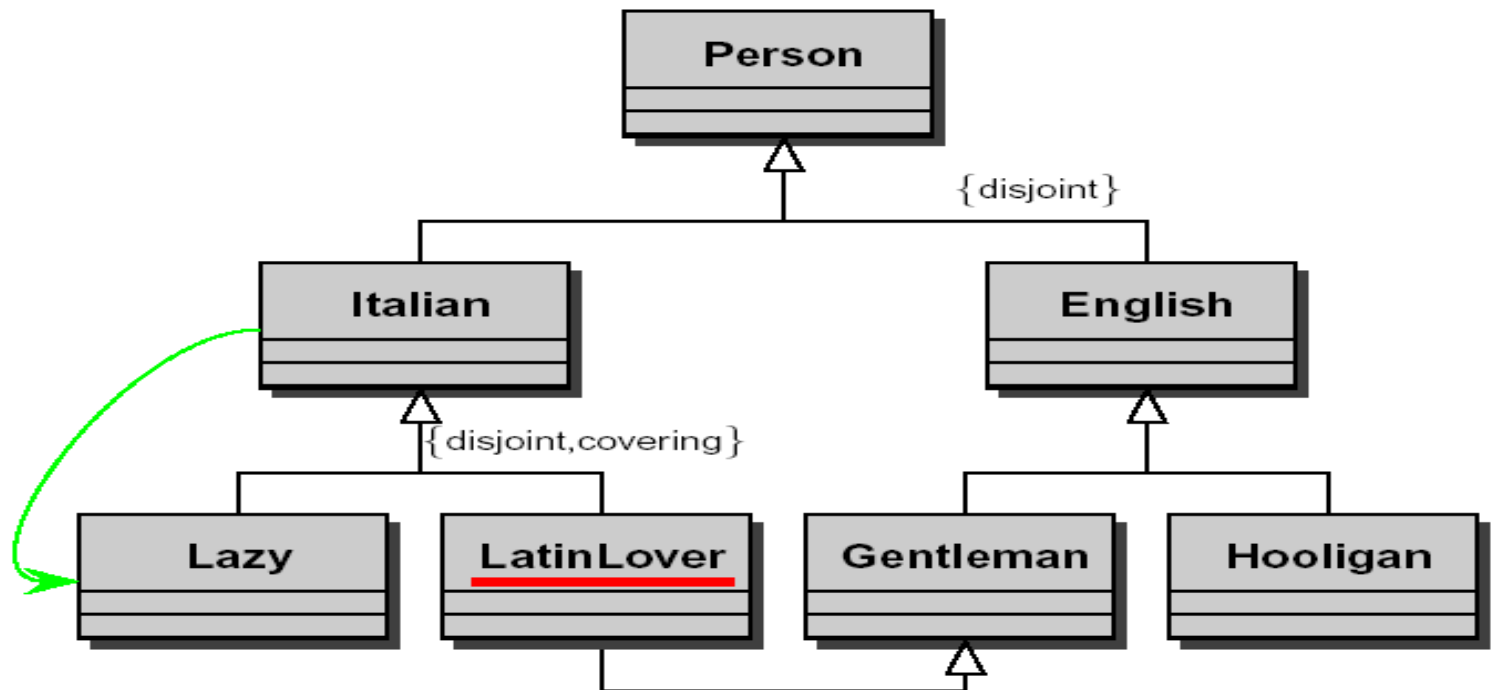 Person
{disjoint}
Italian
English
{disjoint,covering}
Lazy
LatinLover
Gentleman
Hooligan